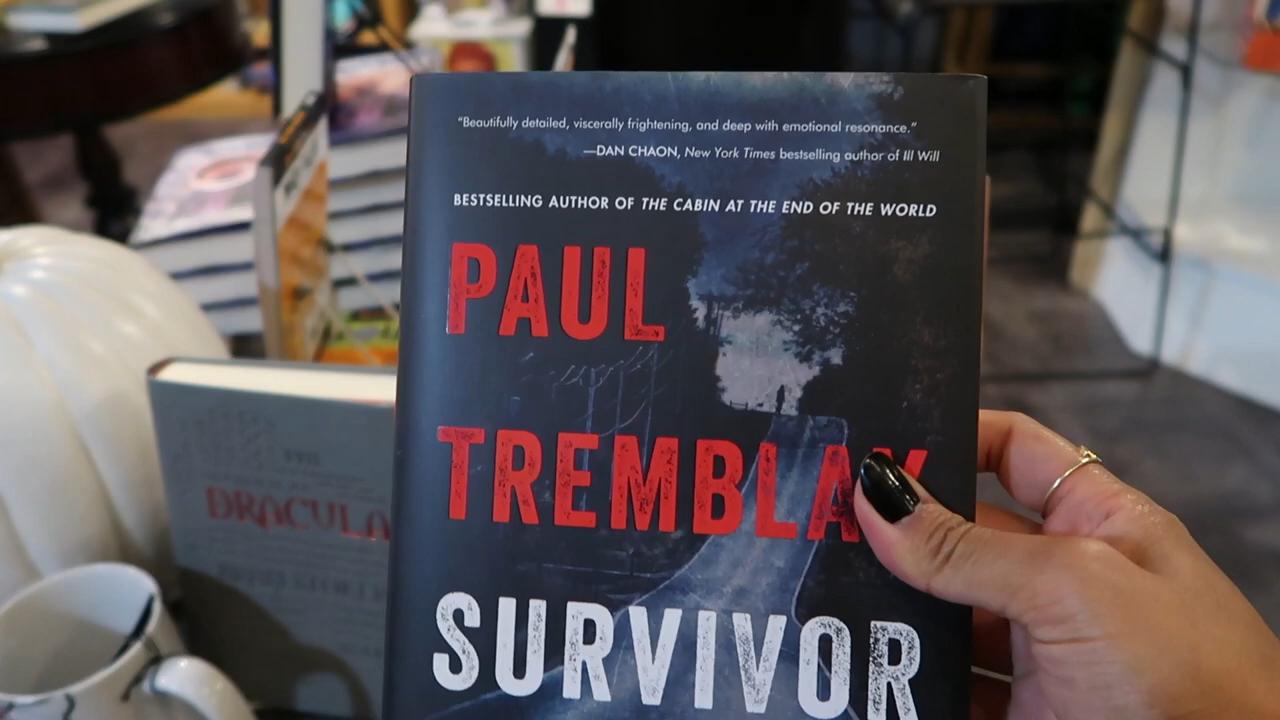 "Beautifully detailed, viscerally frightening, and deep with emotional resonance."
—DAN CHAON, New York Times bestselling author of Ill Will
BESTSELLING AUTHOR OF THE CABIN AT THE END OF THE WORLD
PAUL
TREMBLAY
SURVIVOR
DRACULA